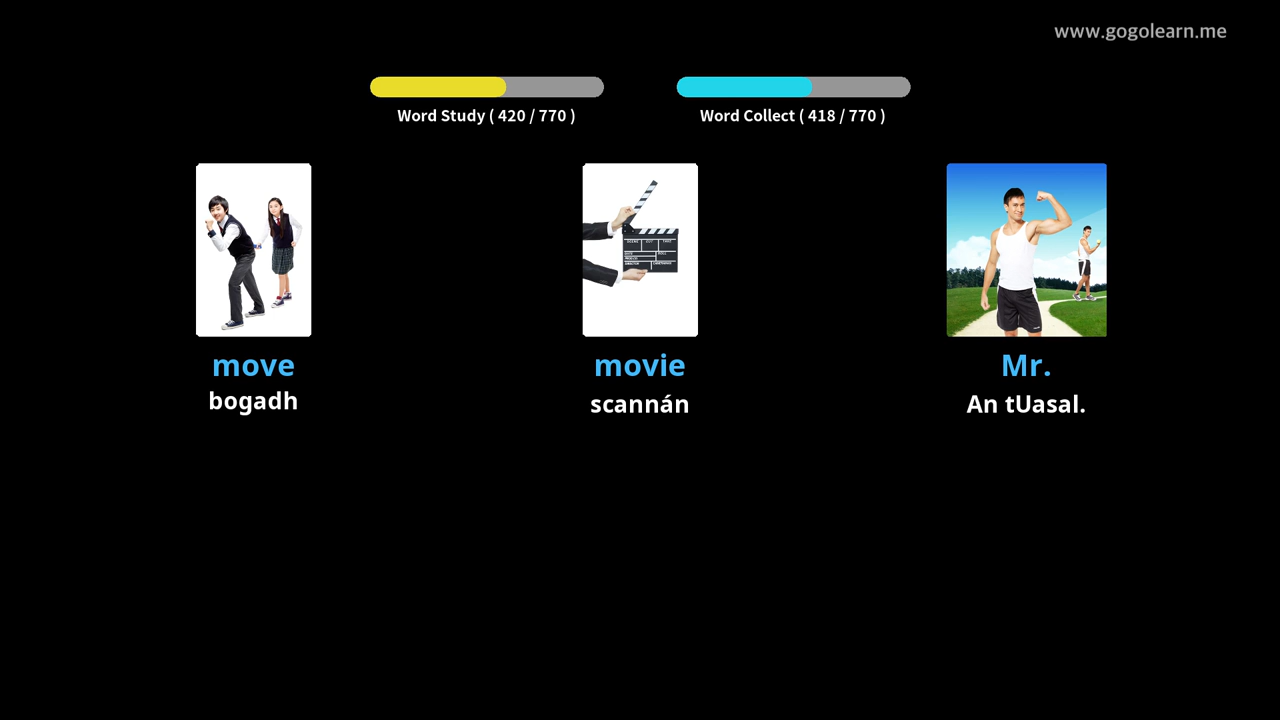 www.gogolearn.me
Word Study ( 420 / 770 )
Word Collect ( 418 / 770 )
move
bogadh
movie
scannán
Mr.
An tUasal.